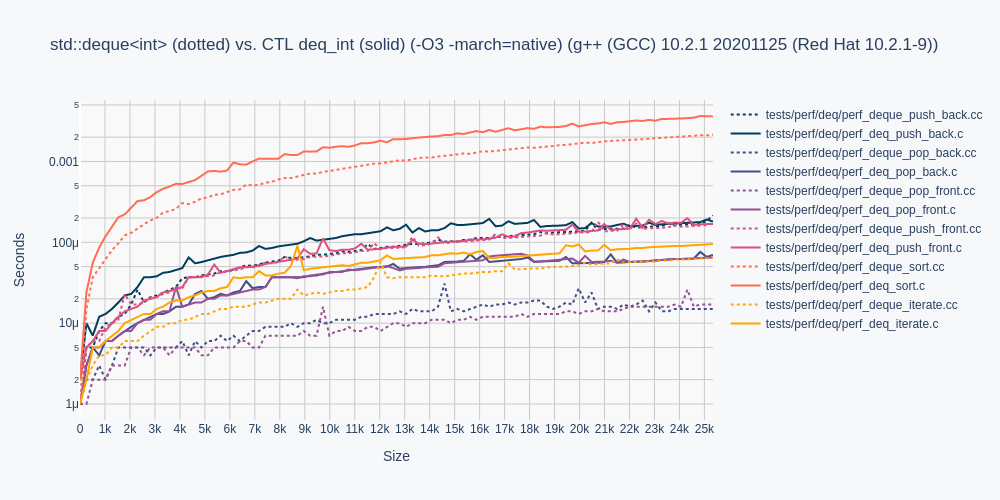 std::deque<int> (dotted) vs. CTL deq_int (solid) (-O3 -march=native) (g++ (GCC) 10.2.1 20201125 (Red Hat 10.2.1-9))
5
2
0.001
5
2
100μ
5
2
10μ
5
2
1μ
Seconds
0 1k 2k 3k 4k 5k 6k 7k 8k 9k 10k 11k 12k 13k 14k 15k 16k 17k 18k 19k 20k 21k 22k 23k 24k 25k
Size
tests/perf/deq/perf_deque_push_back.cc
tests/perf/deq/perf_deq_push_back.c
tests/perf/deq/perf_deque_pop_back.cc
tests/perf/deq/perf_deq_pop_back.c
tests/perf/deq/perf_deque_pop_front.cc
tests/perf/deq/perf_deq_pop_front.c
tests/perf/deq/perf_deque_push_front.cc
tests/perf/deq/perf_deq_push_front.c
tests/perf/deq/perf_deque_sort.cc
tests/perf/deq/perf_deq_sort.c
tests/perf/deq/perf_deque_iterate.cc
tests/perf/deq/perf_deq_iterate.c